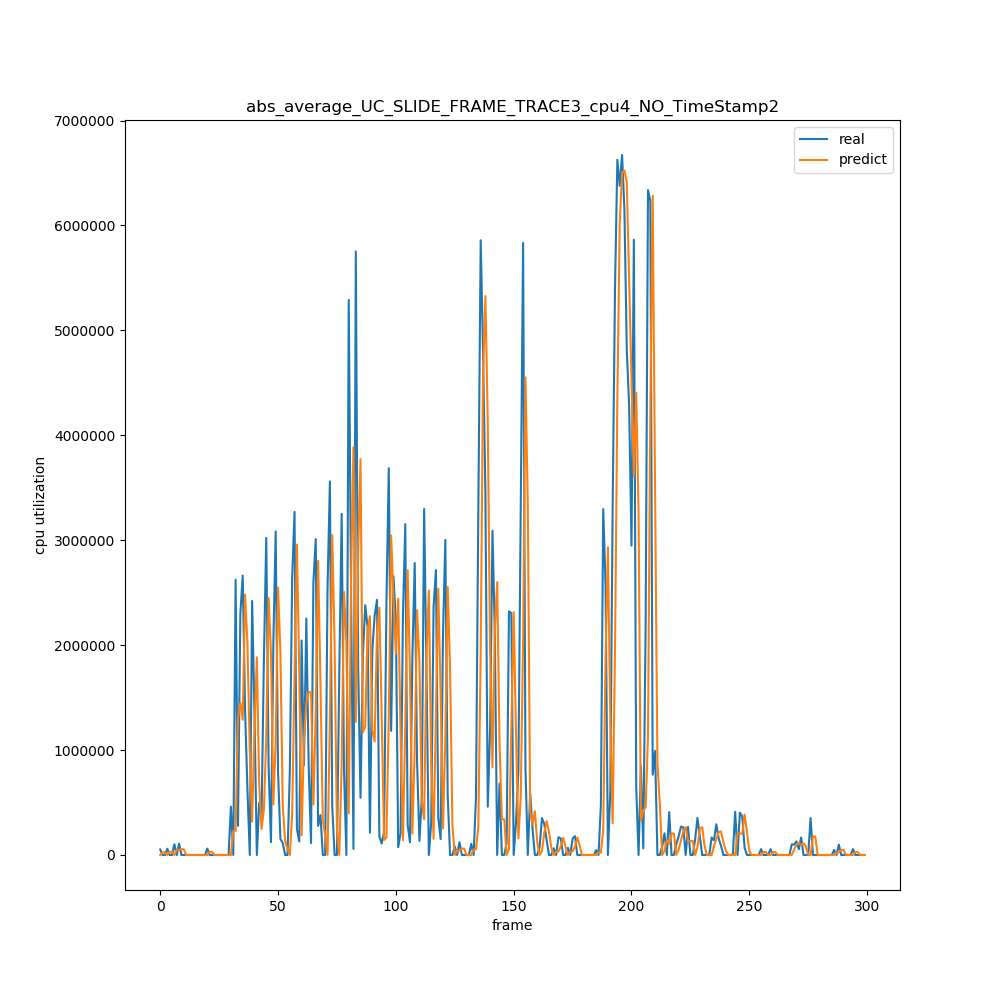 abs_average_UC_SLIDE_FRAME_TRACE3_cpu4_NO_TimeStamp2
real
predict
7000000
6000000
5000000
4000000
3000000
2000000
1000000
0
cpu utilization
0 50 100 150 200 250 300
frame